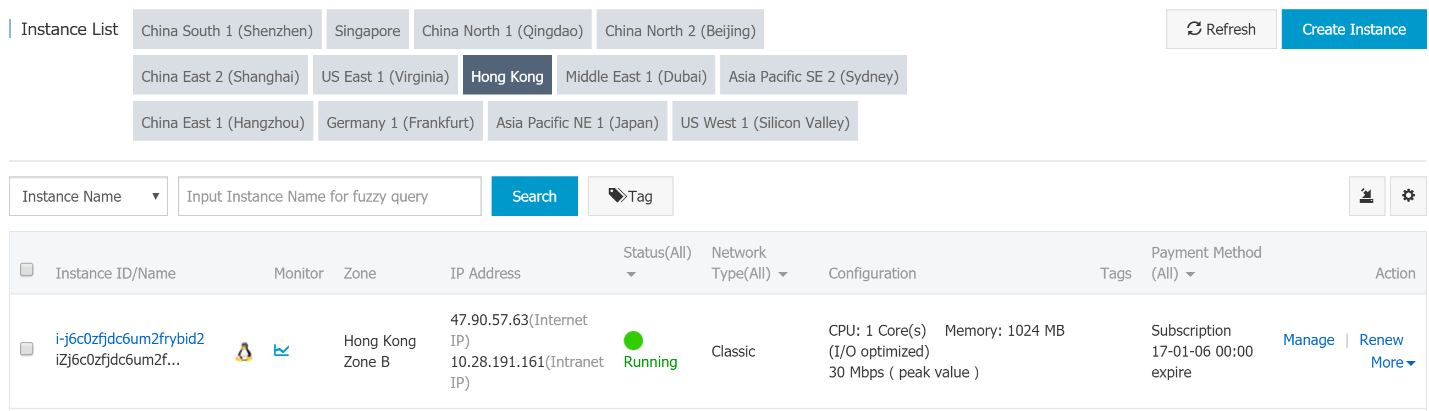 Instance List
China South 1 (Shenzhen) Singapore China North 1 (Qingdao) China North 2 (Beijing)
Refresh Create Instance
China East 2 (Shanghai) US East 1 (Virginia) Hong Kong Middle East 1 (Dubai) Asia Pacific SE 2 (Sydney)
China East 1 (Hangzhou) Germany 1 (Frankfurt) Asia Pacific NE 1 (Japan) US West 1 (Silicon Valley)
Instance Name Input Instance Name for fuzzy query Search Tag
Instance ID/Name
Monitor
Zone
IP Address
Status(All)
Network
Type(All)
Configuration
Tags
Payment Method
(All)
Action
i-j6c0zfjdc6um2frybid2
iZj6c0zfjdc6um2f...
Hong Kong
Zone B
47.90.57.63(Internet
IP)
10.28.191.161(Intranet
IP)
Running
Classic
CPU: 1 Core(s) Memory: 1024 MB
(I/O optimized)
30 Mbps ( peak value )
Subscription
17-01-06 00:00
expire
Manage | Renew
More